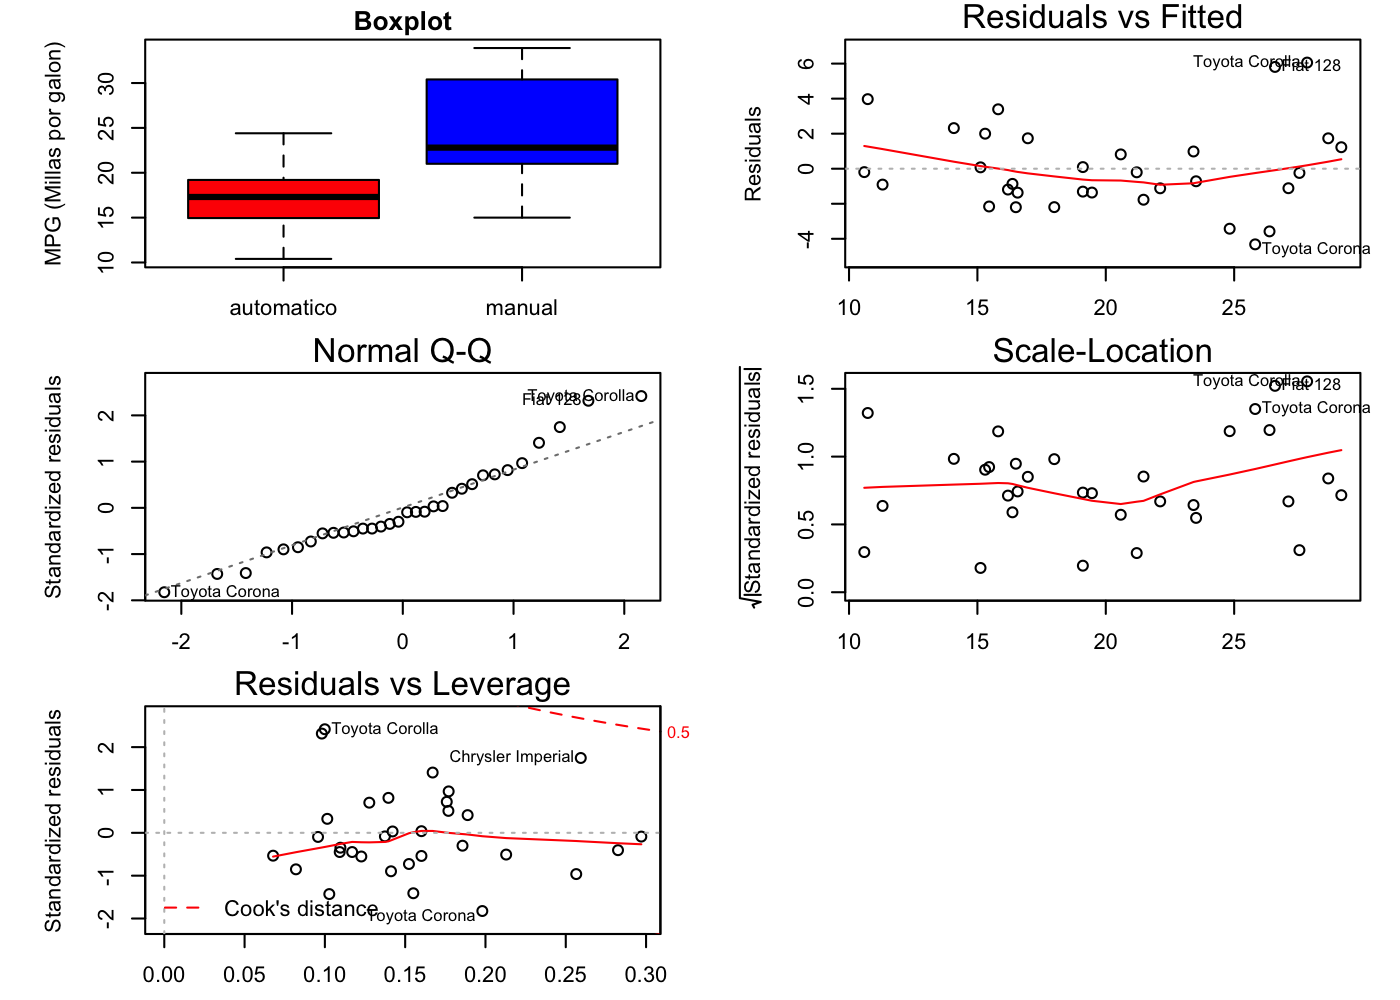 Boxplot
MPG (Millas por galon)
30
25
20
15
10
automatico
manual
Residuals vs Fitted
Residuals
6
4
2
0
-4
Toyota Corolla
Fiat 128
Toyota Corona
10
15
20
25
Normal Q-Q
Standardized residuals
2
1
0
-1
-2
Fiat 128
Toyota Corolla
Toyota Corona
-2
-1
0
1
2
Scale-Location
√|Standardized residuals|
1.5
1.0
0.5
0.0
Toyota Corolla
Fiat 128
Toyota Corona
10
15
20
25
Residuals vs Leverage
Standardized residuals
2
1
0
-1
-2
Toyota Corolla
Chrysler Imperial
0.5
Cook's distance
Toyota Corona
0.00
0.05
0.10
0.15
0.20
0.25
0.30